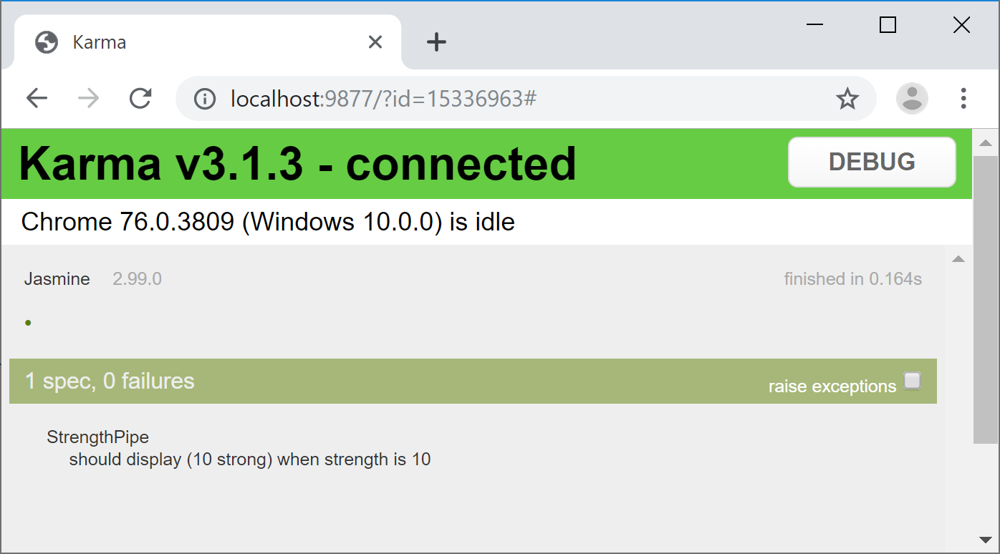 Karma
localhost:9877/?id=15336963#
Karma v3.1.3 - connected
DEBUG
Chrome 76.0.3809 (Windows 10.0.0) is idle
Jasmine 2.99.0
finished in 0.164s
•
1 spec, 0 failures
raise exceptions
StrengthPipe
should display (10 strong) when strength is 10